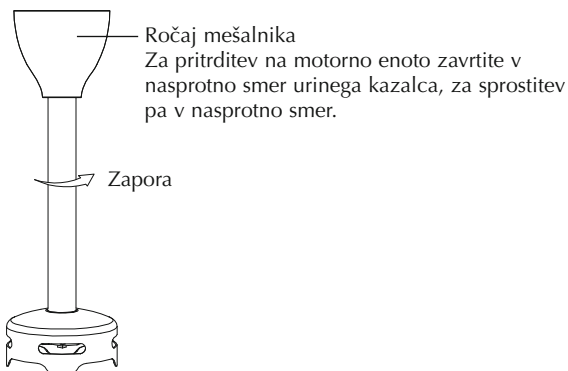 Ročaj mešalnika
Za pritrditev na motorno enoto zavrtite v
nasprotno smer urinega kazalca, za sprostitev
pa v nasprotno smer.
Zapora